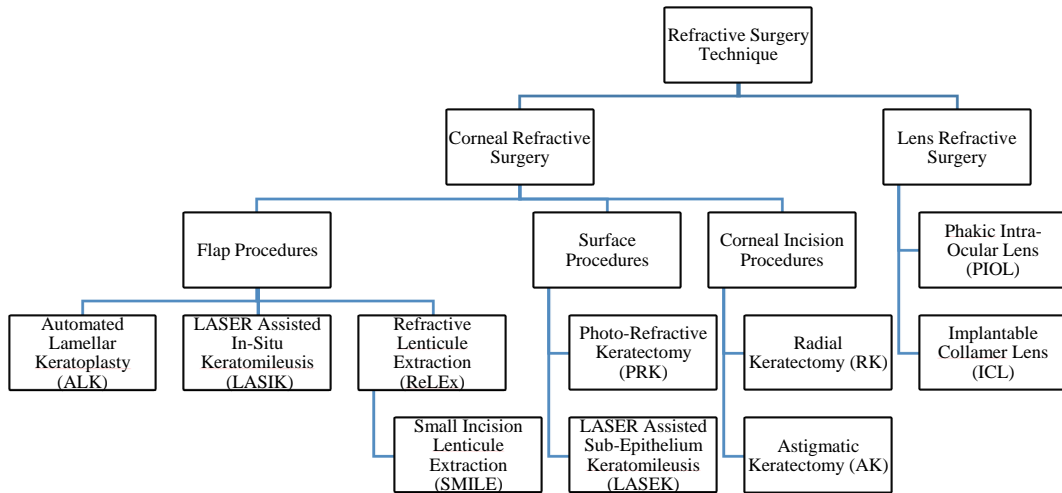 Refractive Surgery
Technique
Corneal Refractive
Surgery
Lens Refractive
Surgery
Flap Procedures
Surface
Procedures
Corneal Incision
Procedures
Phakic Intra-
Ocular Lens
(PIOL)
Automated
Lamellar
Keratoplasty
(ALK)
LASER Assisted
In-Situ
Keratomileusis
(LASIK)
Refractive
Lenticule
Extraction
(ReLEx)
Photo-Refractive
Keratectomy
(PRK)
Radial
Keratectomy (RK)
Implantable
Collamer Lens
(ICL)
Small Incision
Lenticule
Extraction
(SMILE)
LASER Assisted
Sub-Epithelium
Keratomileusis
(LASEK)
Astigmatic
Keratectomy (AK)